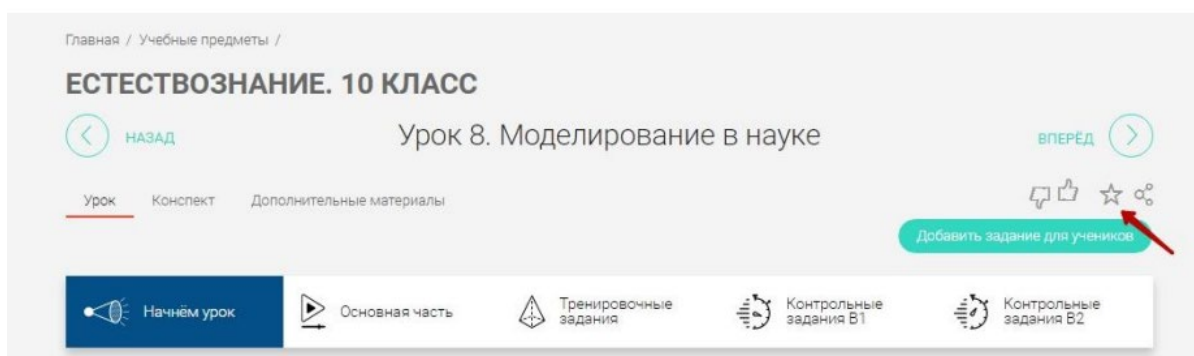 Главная / Учебные предметы /
ЕСТЕСТВОЗНАНИЕ. 10 КЛАСС
НАЗАД
Урок 8. Моделирование в науке
ВПЕРЁД
Урок Конспект Дополнительные материалы
Добавить задание для учеников
Начнём урок
Основная часть
Тренировочные
задания
Контрольные
задания В1
Контрольные
задания В2